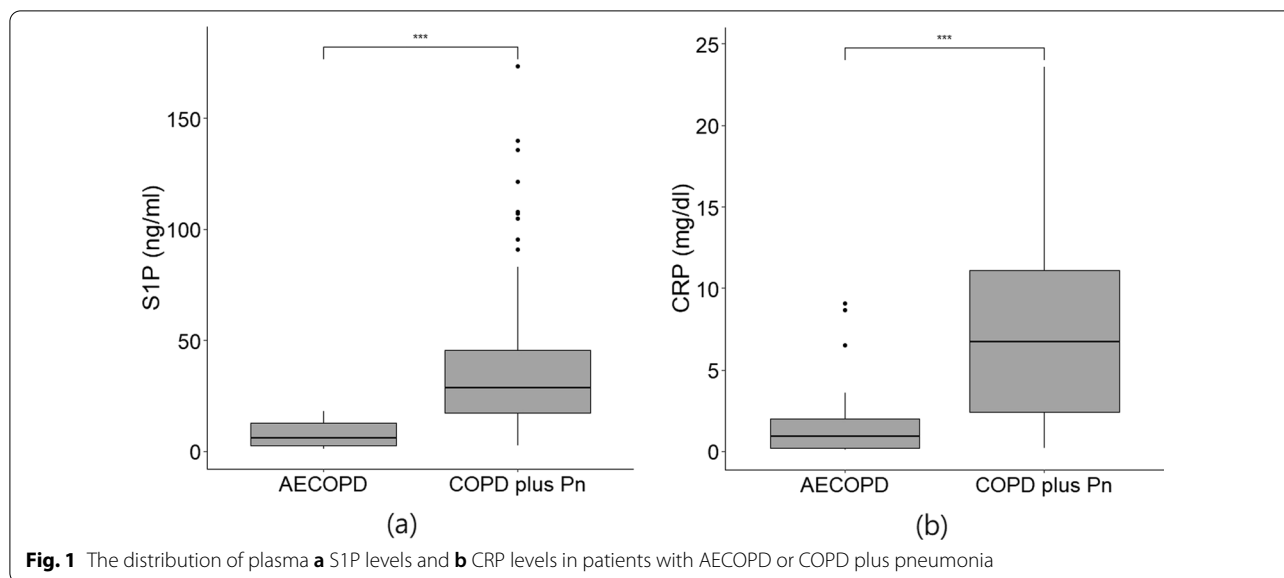 ***
150
100
50
0
S1P (ng/ml)
AECOPD
COPD plus Pn
(a)
***
25
20
15
10
5
0
CRP (mg/dl)
AECOPD
COPD plus Pn
(b)
Fig. 1 The distribution of plasma a S1P levels and b CRP levels in patients with AECOPD or COPD plus pneumonia